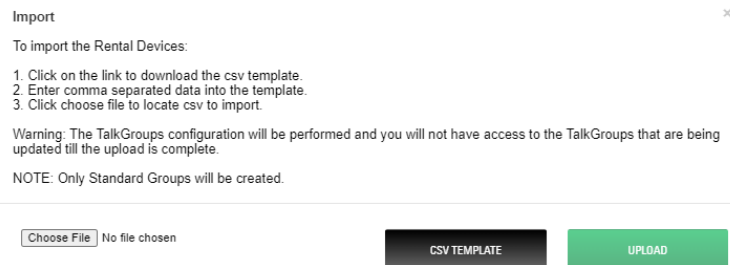 Import
×
To import the Rental Devices:
1. Click on the link to download the csv template.
2. Enter comma separated data into the template.
3. Click choose file to locate csv to import.
Warning: The TalkGroups configuration will be performed and you will not have access to the TalkGroups that are being
updated till the upload is complete.
NOTE: Only Standard Groups will be created.
Choose File No file chosen
CSV TEMPLATE
UPLOAD